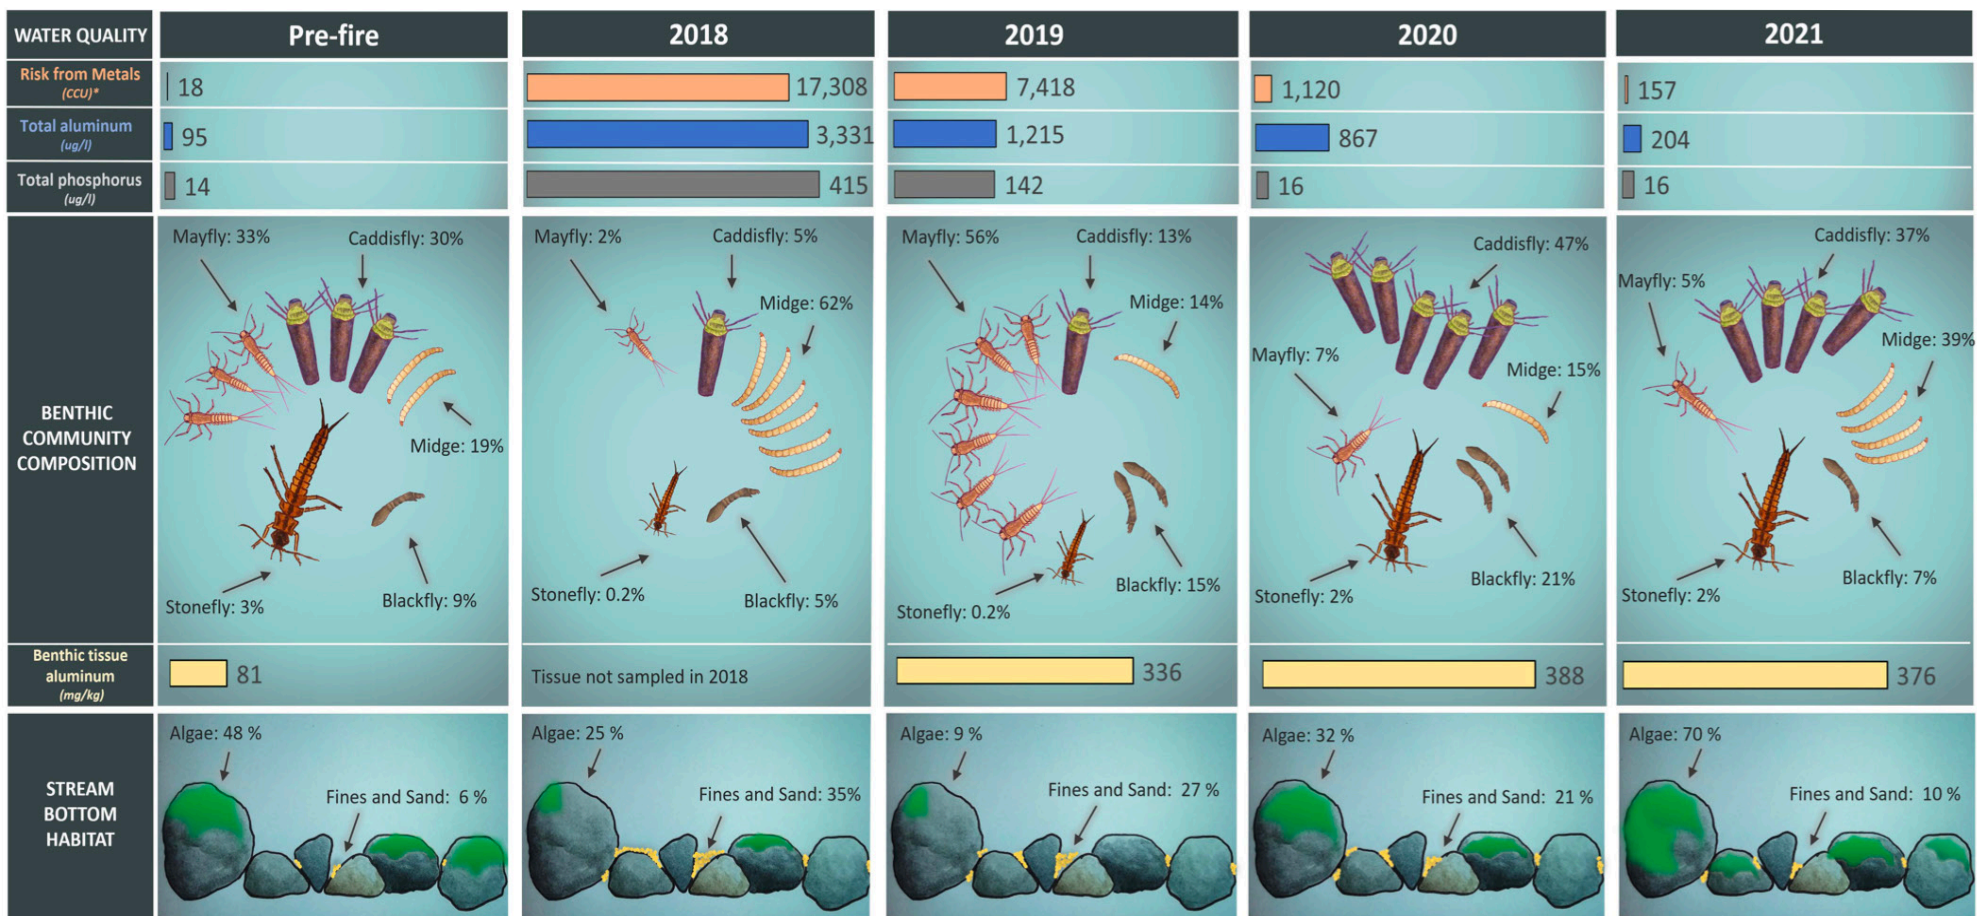 WATER QUALITY
Pre-fire
2018
2019
2020
2021
Risk from Metals
(CCU)*
18
17,308
7,418
1,120
157
Total aluminum
(ug/l)
95
3,331
1,215
867
204
Total phosphorus
(ug/l)
14
415
142
16
16
BENTHIC
COMMUNITY
COMPOSITION
Mayfly: 33%
Caddisfly: 30%
Midge: 19%
Stonefly: 3%
Blackfly: 9%
Mayfly: 2%
Caddisfly: 5%
Midge: 62%
Stonefly: 0.2%
Blackfly: 5%
Mayfly: 56%
Caddisfly: 13%
Midge: 14%
Blackfly: 15%
Stonefly: 0.2%
Caddisfly: 47%
Mayfly: 7%
Midge: 15%
Blackfly: 21%
Stonefly: 2%
Caddisfly: 37%
Mayfly: 5%
Midge: 39%
Blackfly: 7%
Stonefly: 2%
Benthic tissue
aluminum
(mg/kg)
81
Tissue not sampled in 2018
336
388
376
STREAM
BOTTOM
HABITAT
Algae: 48 %
Fines and Sand: 6 %
Algae: 25 %
Fines and Sand: 35%
Algae: 9 %
Fines and Sand: 27 %
Algae: 32 %
Fines and Sand: 21 %
Algae: 70 %
Fines and Sand: 10 %